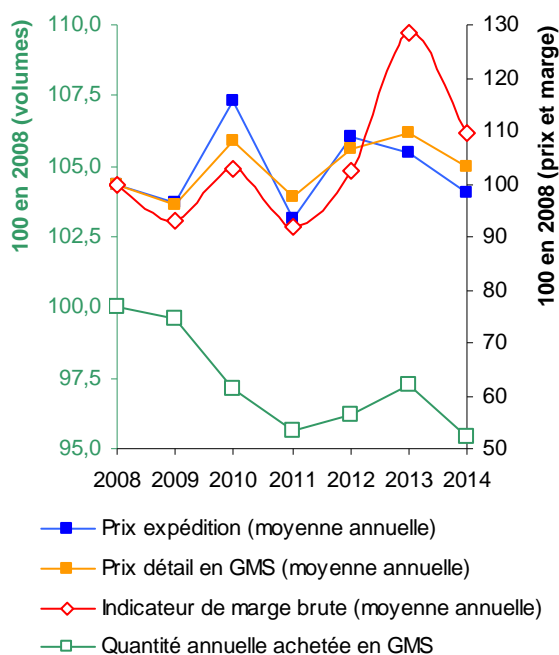 100 en 2008 (volumes)
110,0
107,5
105,0
102,5
100,0
97,5
95,0
130
120
110
100
90
80
70
60
50
100 en 2008 (prix et marge)
2008 2009 2010 2011 2012 2013 2014
Prix expédition (moyenne annuelle)
Prix détail en GMS (moyenne annuelle)
Indicateur de marge brute (moyenne annuelle)
Quantité annuelle achetée en GMS